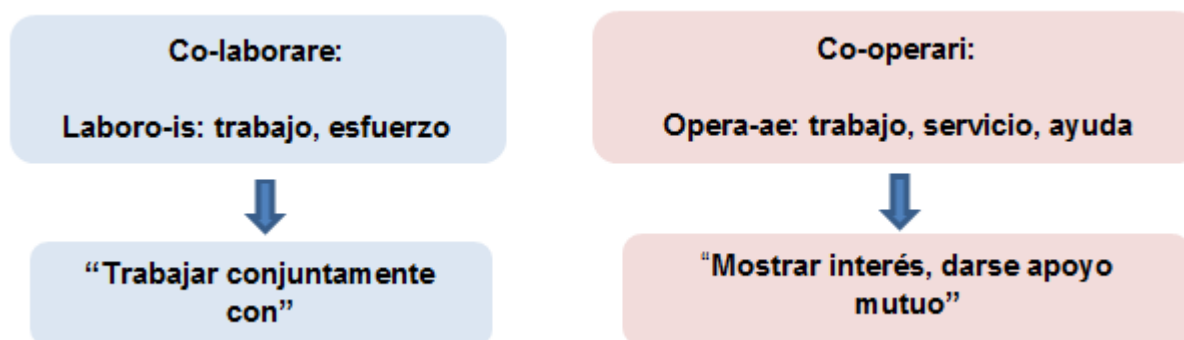 Co-laborare:
Laboro-is: trabajo, esfuerzo
“Trabajar conjuntamente
con”
Co-operari:
Opera-ae: trabajo, servicio, ayuda
“Mostrar interés, darse apoyo
mutuo”